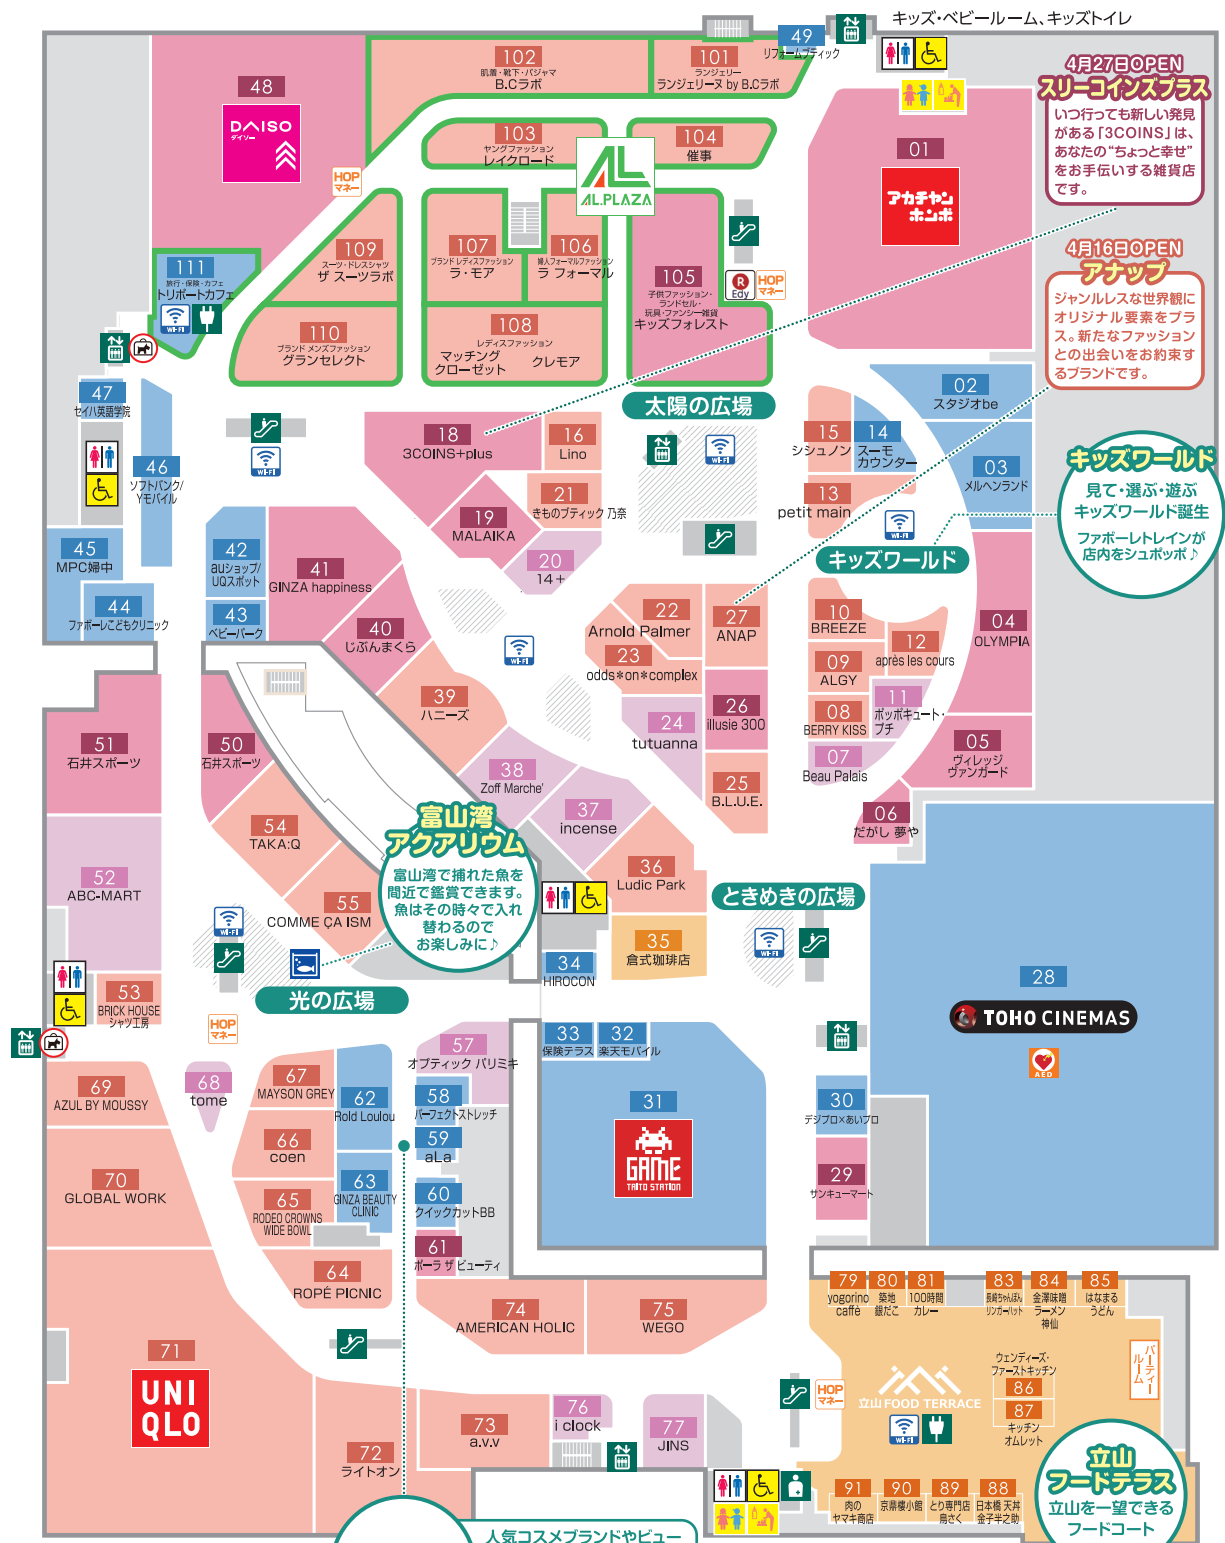 キッズ・ベビールーム、キッズトイレ
49
リフォームブティック
102
肌着・靴下・パジャマ
B.Cラボ
101
ランジェリー
ランジェリーヌ by B.Cラボ
48
DAISO
ダイソー
HOP
マネー
103
ヤングファッション
レイクロード
104
催事
AL
AL.PLAZA
01
アカチャン
ホンポ
4月27日OPEN
スリーコインズプラス
いつ行っても新しい発見
がある「3COINS」は、
あなたの“ちょっと幸せ”
をお手伝いする雑貨店
です。
4月16日OPEN
アナップ
ジャンルレスな世界観に
オリジナル要素をプラ
ス。新たなファッション
との出会いをお約束す
るブランドです。
111
旅行・保険・カフェ
トリポートカフェ
Wi-Fi
109
スーツ・ドレスシャツ
ザ スーツラボ
107
ブランド レディスファッション
ラ・モア
106
婦人フォーマルファッション
ラ フォーマル
105
子供ファッション・
ランドセル・
玩具・ファンシー雑貨
キッズフォレスト
R
Edy
HOP
マネー
110
ブランド メンズファッション
グランセレクト
108
レディスファッション
マッチング
クローゼット
クレモア
太陽の広場
47
セイハ英語学院
46
ソフトバンク/
Y!モバイル
Wi-Fi
18
3COINS+plus
16
Lino
21
きものブティック 乃奈
19
MALAIKA
20
14+
Wi-Fi
02
スタジオbe
15
シシュノン
14
スーモ
カウンター
03
メルヘンランド
13
petit main
Wi-Fi
キッズワールド
キッズワールド
見て・選ぶ・遊ぶ
キッズワールド誕生
ファボーレトレインが
店内をシュポッポ♪
45
MPC婦中
44
ファボーレこどもクリニック
42
auショップ/
UQスポット
43
ベビーパーク
41
GINZA happiness
40
じぶんまくら
39
ハニーズ
Wi-Fi
22
Arnold Palmer
23
odds＊on＊complex
27
ANAP
24
tutuanna
26
illusie 300
25
B.L.U.E.
10
BREEZE
12
après les cours
09
ALGY
11
ポッポキュート・
プチ
08
BERRY KISS
07
Beau Palais
04
OLYMPIA
05
ヴィレッジ
ヴァンガード
06
だがし 夢や
51
石井スポーツ
50
石井スポーツ
38
Zoff Marche'
37
incense
36
Ludic Park
54
TAKA:Q
52
ABC-MART
55
COMME ÇA ISM
富山湾
アクアリウム
富山湾で捕れた魚を
間近で鑑賞できます。
魚はその時々で入れ
替わるので
お楽しみに♪
Wi-Fi
光の広場
ときめきの広場
Wi-Fi
35
倉式珈琲店
34
HIROCON
28
TOHO CINEMAS
AED
53
BRICK HOUSE
シャツ工房
HOP
マネー
33
保険テラス
32
楽天モバイル
31
GAME
TAITO STATION
57
オプティック パリミキ
58
パーフェクトストレッチ
59
aLa
60
クイックカットBB
61
ポーラ ザ ビューティ
30
デジプロ×あいプロ
29
サンキューマート
69
AZUL BY MOUSSY
68
tome
67
MAYSON GREY
62
Rold Loulou
66
coen
70
GLOBAL WORK
65
RODEO CROWNS
WIDE BOWL
63
GINZA BEAUTY
CLINIC
64
ROPÉ PICNIC
74
AMERICAN HOLIC
75
WEGO
71
UNI
QLO
72
ライトオン
73
a.v.v
76
i clock
77
JINS
79
yogorino
caffè
80
築地
銀だこ
81
100時間
カレー
83
長崎ちゃんぽん
リンガーハット
84
金澤味噌
ラーメン
神仙
85
はなまる
うどん
パーティー
ルーム
ウェンディーズ・
ファーストキッチン
86
87
キッチン
オムレット
HOP
マネー
立山 FOOD TERRACE
Wi-Fi
91
肉の
ヤマキ商店
90
京鼎樓小館
89
とり専門店
鳥さく
88
日本橋 天丼
金子半之助
立山
フードテラス
立山を一望できる
フードコート
人気コスメブランドやビュー